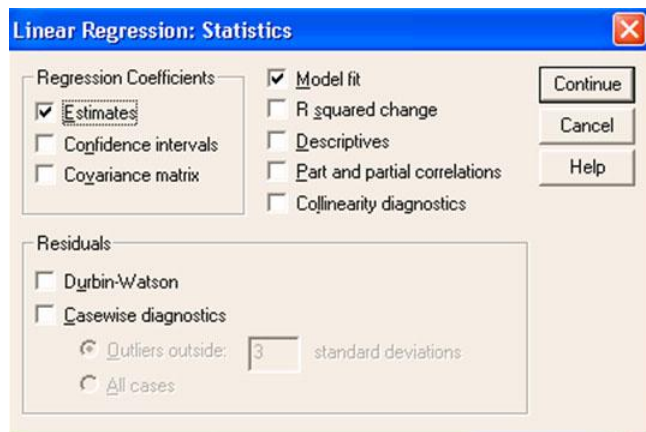 Linear Regression: Statistics
Regression Coefficients
Estimates
Confidence intervals
Covariance matrix
Model fit
R squared change
Descriptives
Part and partial correlations
Collinearity diagnostics
Continue
Cancel
Help
Residuals
Durbin-Watson
Casewise diagnostics
Outliers outside: 3 standard deviations
All cases